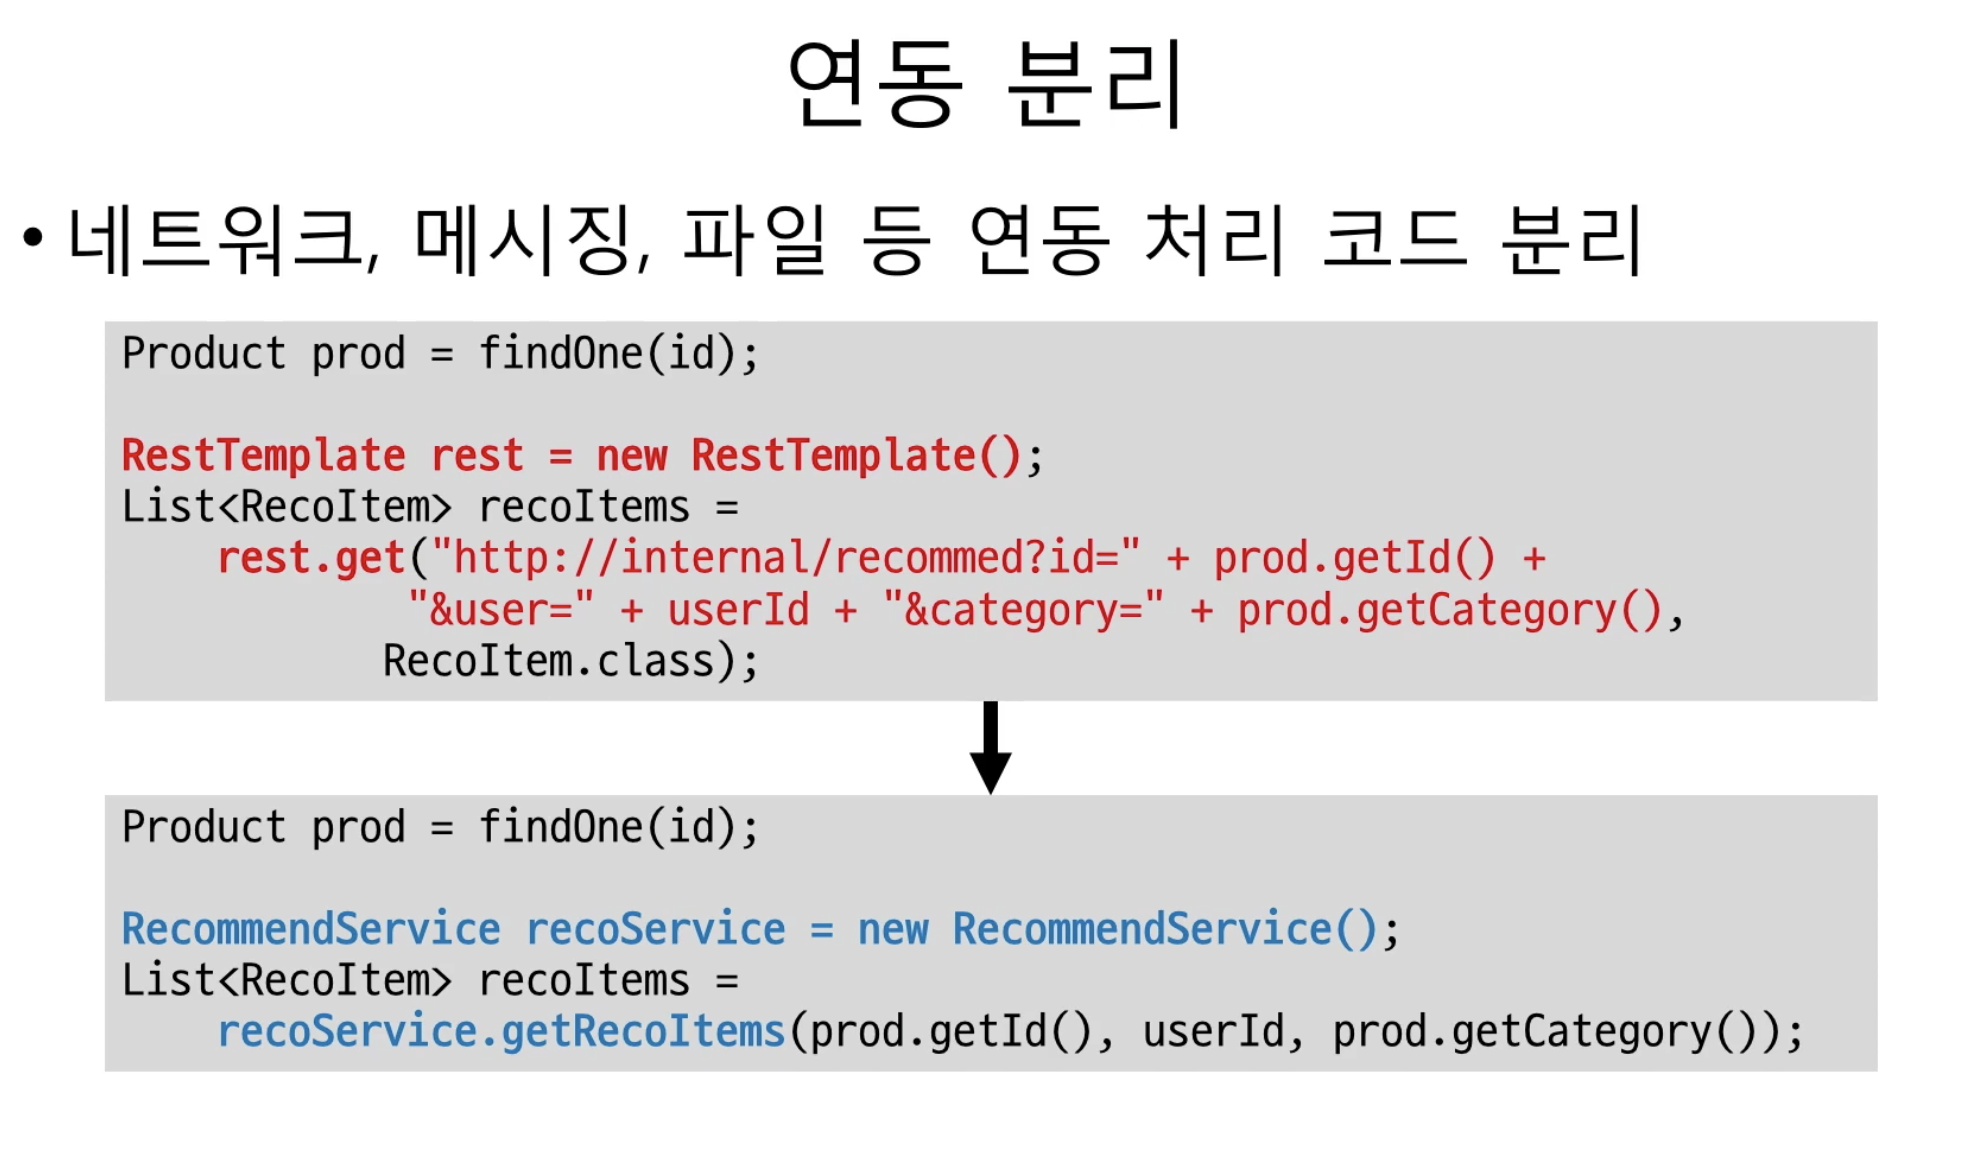 연동 분리
• 네트워크, 메시징, 파일 등 연동 처리 코드 분리
Product prod = findOne(id);
RestTemplate rest = new RestTemplate();
List<RecoItem> recoItems =
rest.get("http://internal/recommed?id=" + prod.getId() +
"&user=" + userId + "&category=" + prod.getCategory(),
RecoItem.class);
Product prod = findOne(id);
RecommendService recoService = new RecommendService();
List<RecoItem> recoItems =
recoService.getRecoItems(prod.getId(), userId, prod.getCategory());